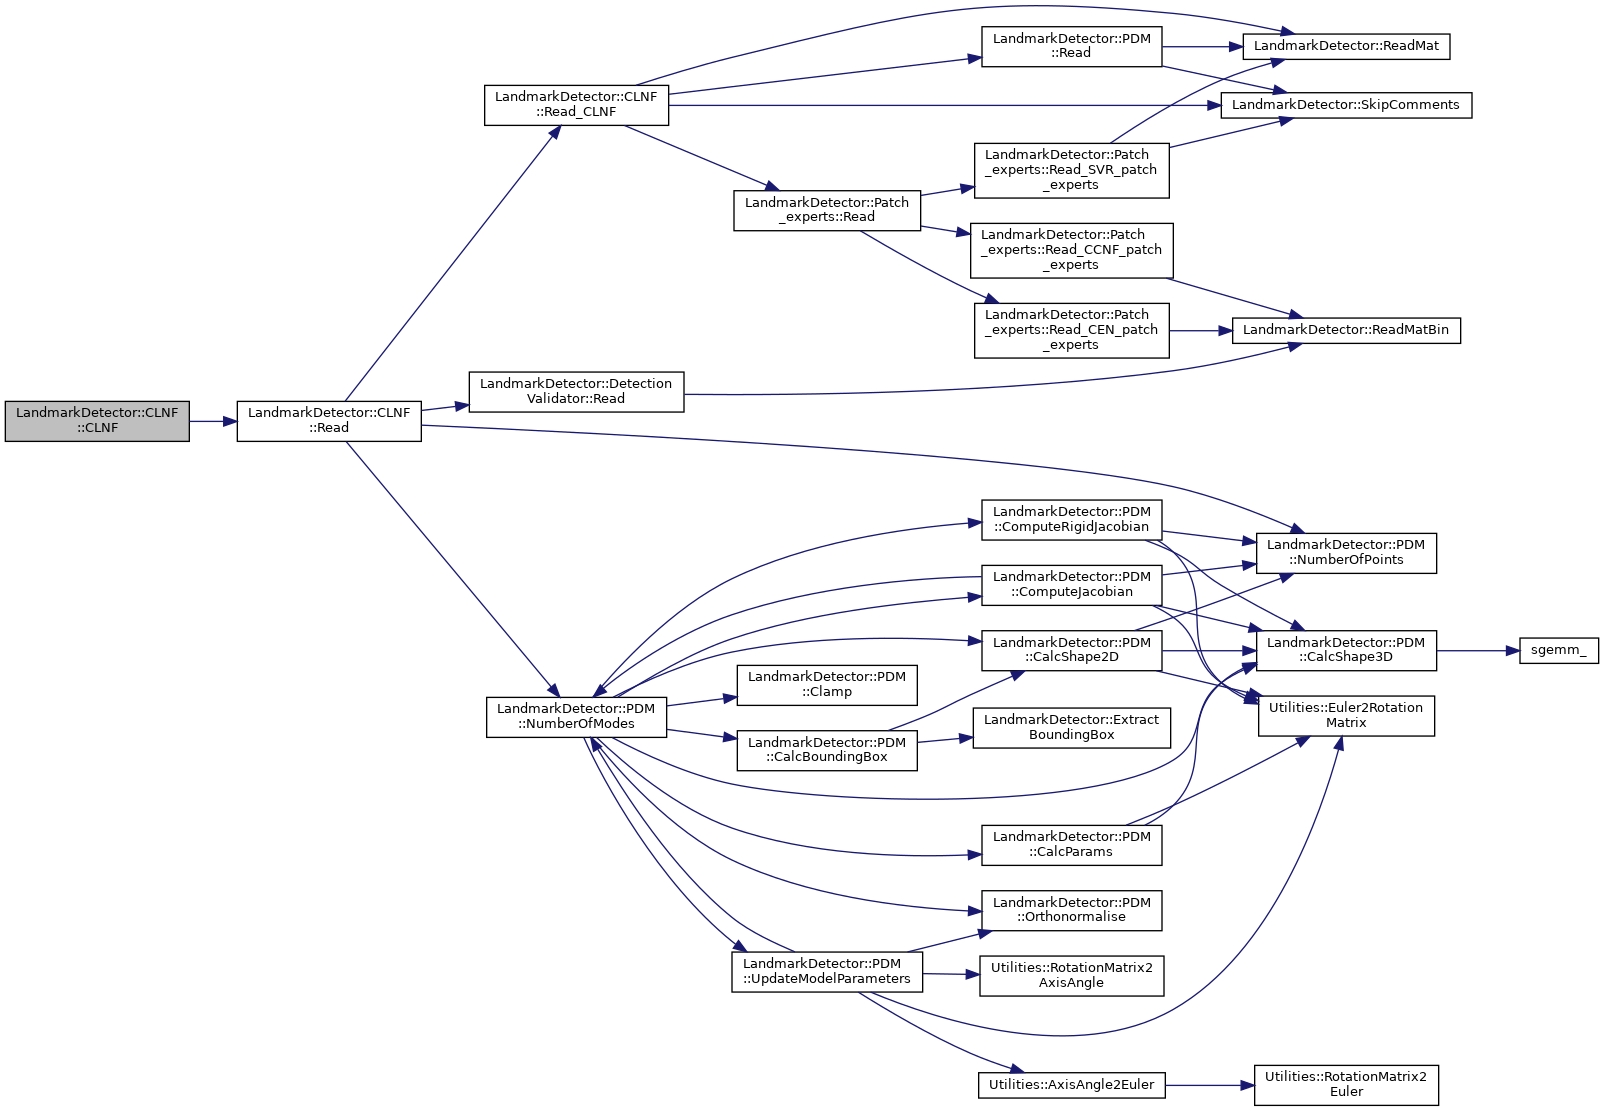 LandmarkDetector::CLNF
::CLNF
LandmarkDetector::CLNF
::Read
LandmarkDetector::CLNF
::Read_CLNF
LandmarkDetector::Detection
Validator::Read
LandmarkDetector::PDM
::NumberOfModes
LandmarkDetector::Patch
_experts::Read
LandmarkDetector::PDM
::Clamp
LandmarkDetector::PDM
::CalcBoundingBox
LandmarkDetector::PDM
::UpdateModelParameters
LandmarkDetector::PDM
::Read
LandmarkDetector::Patch
_experts::Read_SVR_patch
_experts
LandmarkDetector::Patch
_experts::Read_CCNF_patch
_experts
LandmarkDetector::Patch
_experts::Read_CEN_patch
_experts
LandmarkDetector::PDM
::ComputeRigidJacobian
LandmarkDetector::PDM
::ComputeJacobian
LandmarkDetector::PDM
::CalcShape2D
LandmarkDetector::Extract
BoundingBox
LandmarkDetector::PDM
::CalcParams
LandmarkDetector::PDM
::Orthonormalise
Utilities::RotationMatrix2
AxisAngle
Utilities::AxisAngle2Euler
LandmarkDetector::ReadMat
LandmarkDetector::SkipComments
LandmarkDetector::ReadMatBin
LandmarkDetector::PDM
::NumberOfPoints
LandmarkDetector::PDM
::CalcShape3D
Utilities::Euler2Rotation
Matrix
Utilities::RotationMatrix2
Euler
sgemm_